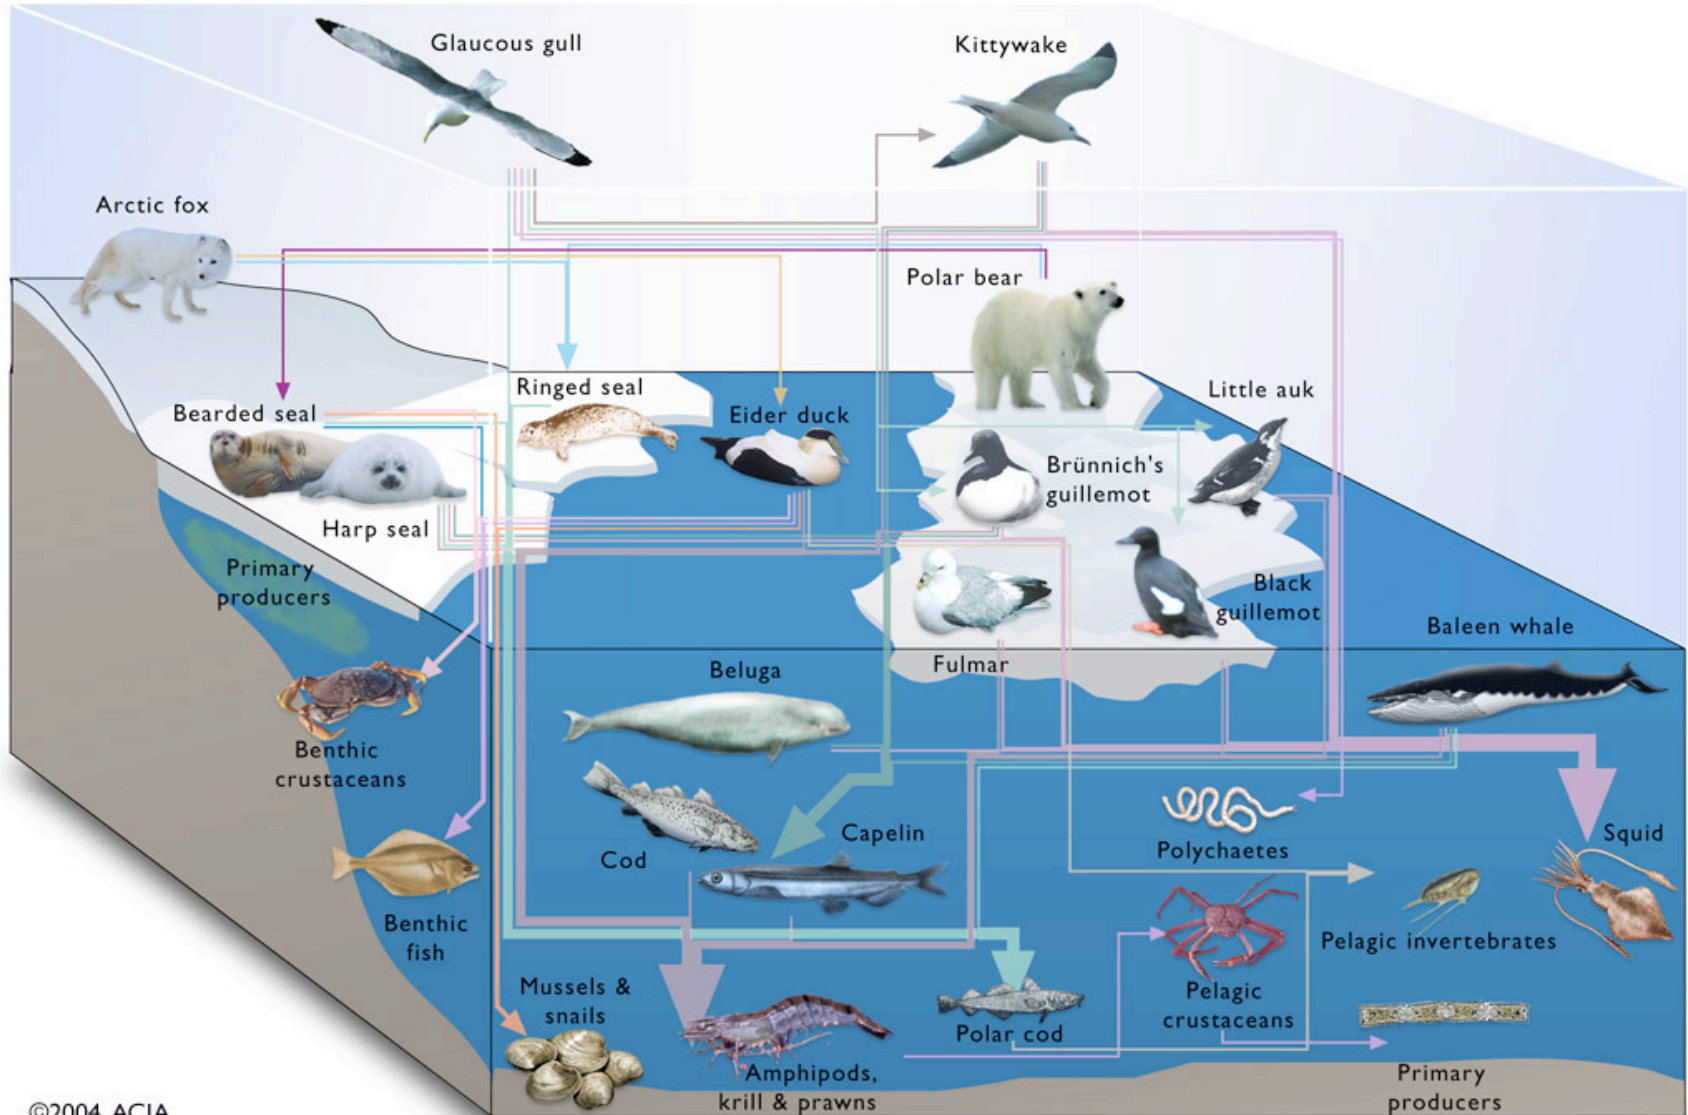 Glaucous gull
Kittywake
Arctic fox
Polar bear
Ringed seal
Little auk
Bearded seal
Eider duck
Brünnich's
guillemot
Harp seal
Primary
producers
Black
guillemot
Baleen whale
Fulmar
Beluga
Benthic
crustaceans
Capelin
Squid
Cod
Polychaetes
Benthic
fish
Pelagic invertebrates
Mussels &
snails
Pelagic
crustaceans
Polar cod
Amphipods,
krill & prawns
Primary
producers
©2004 ACIA